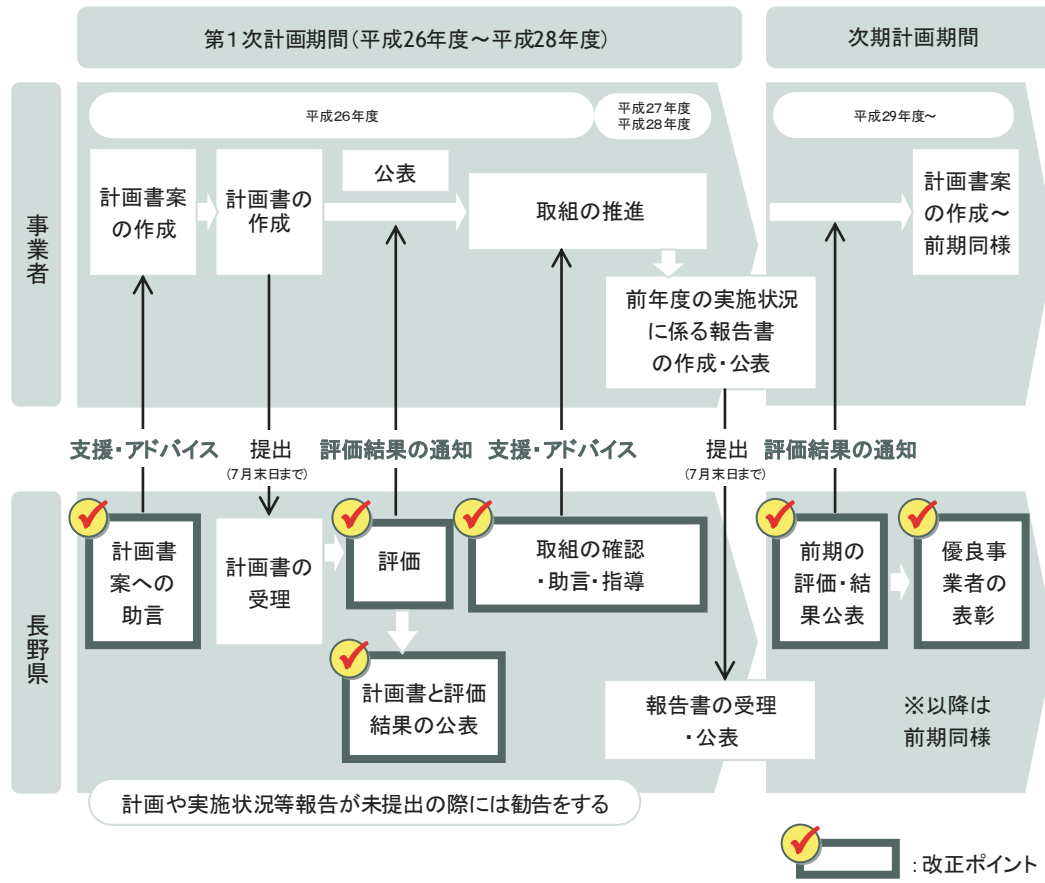 第1次計画期間(平成26年度～平成28年度)
次期計画期間
事業者
平成26年度
平成27年度
平成28年度
平成29年度～
計画書案
の作成
計画書の
作成
公表
取組の推進
計画書案
の作成～
前期同様
前年度の実施状況
に係る報告書
の作成・公表
支援・アドバイス
提出
(7月末日まで)
評価結果の通知
支援・アドバイス
提出
(7月末日まで)
評価結果の通知
長野県
計画書
案への
助言
計画書の
受理
評価
取組の確認
・助言・指導
前期の
評価・結
果公表
優良事
業者の
表彰
計画書と評価
結果の公表
報告書の受理
・公表
※以降は
前期同様
計画や実施状況等報告が未提出の際には勧告をする
:改正ポイント